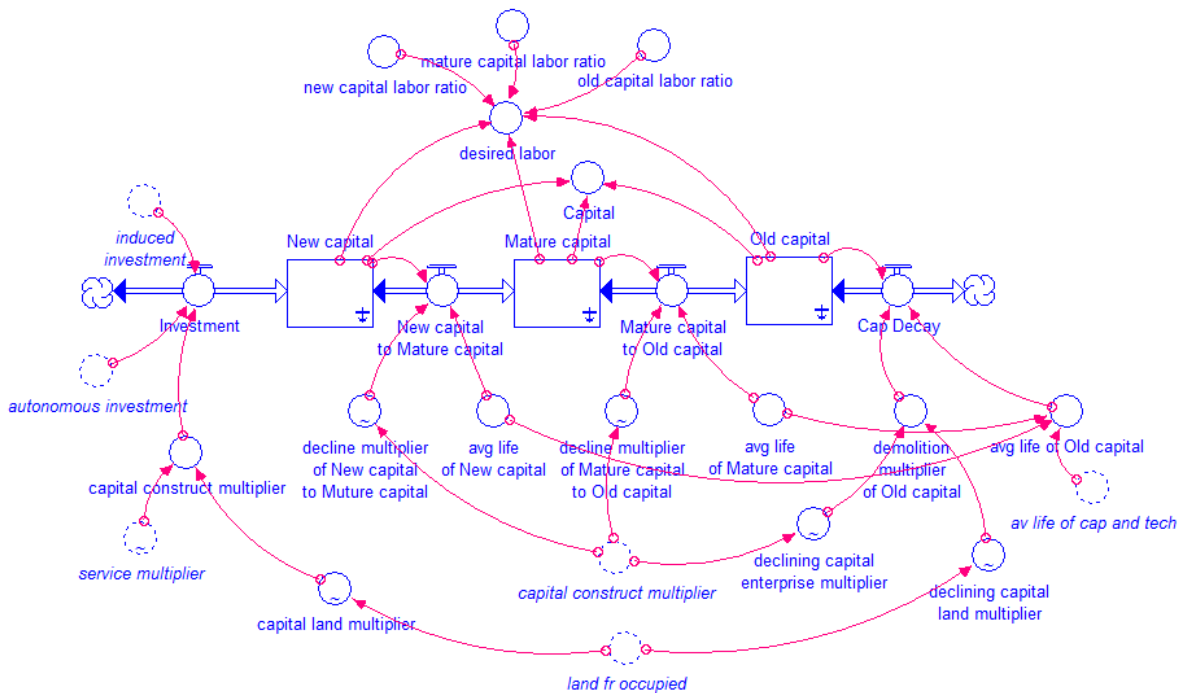 mature capital labor ratio
new capital labor ratio
old capital labor ratio
desired labor
Capital
induced
investment
New capital
Mature capital
Old capital
Investment
New capital
to Mature capital
Mature capital
to Old capital
Cap Decay
autonomous investment
decline multiplier
of New capital
to Muture capital
avg life
of New capital
decline multiplier
of Mature capital
to Old capital
avg life
of Mature capital
demolition
multiplier
of Old capital
avg life of Old capital
capital construct multiplier
av life of cap and tech
service multiplier
capital construct multiplier
declining capital
enterprise multiplier
declining capital
land multiplier
capital land multiplier
land fr occupied